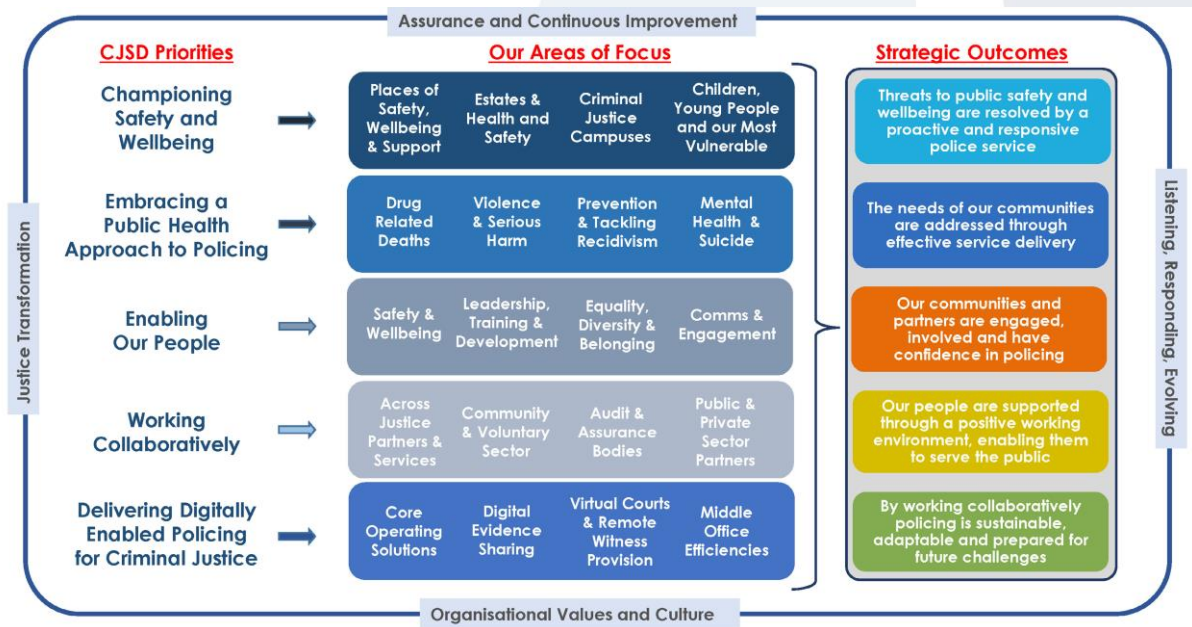 Assurance and Continuous Improvement
CJSD Priorities
Our Areas of Focus
Strategic Outcomes
Championing
Safety and
Wellbeing
Places of
Safety,
Wellbeing
& Support
Estates &
Health and
Safety
Criminal
Justice
Campuses
Children,
Young People
and our Most
Vulnerable
Threats to public safety and
wellbeing are resolved by a
proactive and responsive
police service
Embracing a
Public Health
Approach to Policing
Drug
Related
Deaths
Violence
& Serious
Harm
Prevention
& Tackling
Recidivism
Mental
Health &
Suicide
The needs of our communities
are addressed through
effective service delivery
Enabling
Our People
Safety &
Wellbeing
Leadership,
Training &
Development
Equality,
Diversity &
Belonging
Comms &
Engagement
Our communities and
partners are engaged,
involved and have
confidence in policing
Working
Collaboratively
Across
Justice
Partners &
Services
Community
& Voluntary
Sector
Audit &
Assurance
Bodies
Public &
Private
Sector
Partners
Our people are supported
through a positive working
environment, enabling them
to serve the public
Delivering Digitally
Enabled Policing
for Criminal Justice
Core
Operating
Solutions
Digital
Evidence
Sharing
Virtual Courts
& Remote
Witness
Provision
Middle
Office
Efficiencies
By working collaboratively
policing is sustainable,
adaptable and prepared for
future challenges
Justice Transformation
Listening, Responding, Evolving
Organisational Values and Culture